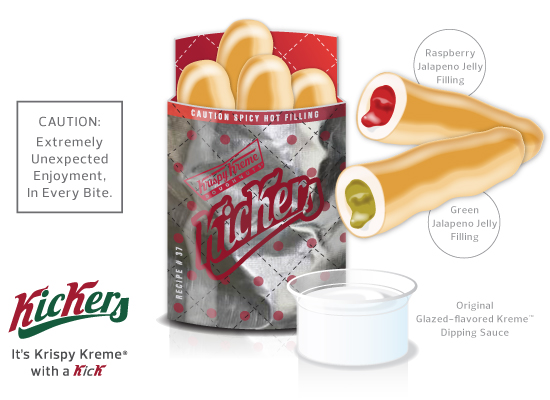 Raspberry
Jalapeno Jelly
Filling
CAUTION SPICY HOT FILLING
CAUTION:
Extremely
Unexpected
Enjoyment,
In Every Bite.
Krispy Kreme
DOUGHNUTS
Kickers
RECIPE # 37
Green
Jalapeno Jelly
Filling
Kickers
It's Krispy Kreme®
with a Kick
Original
Glazed-flavored Kreme™
Dipping Sauce